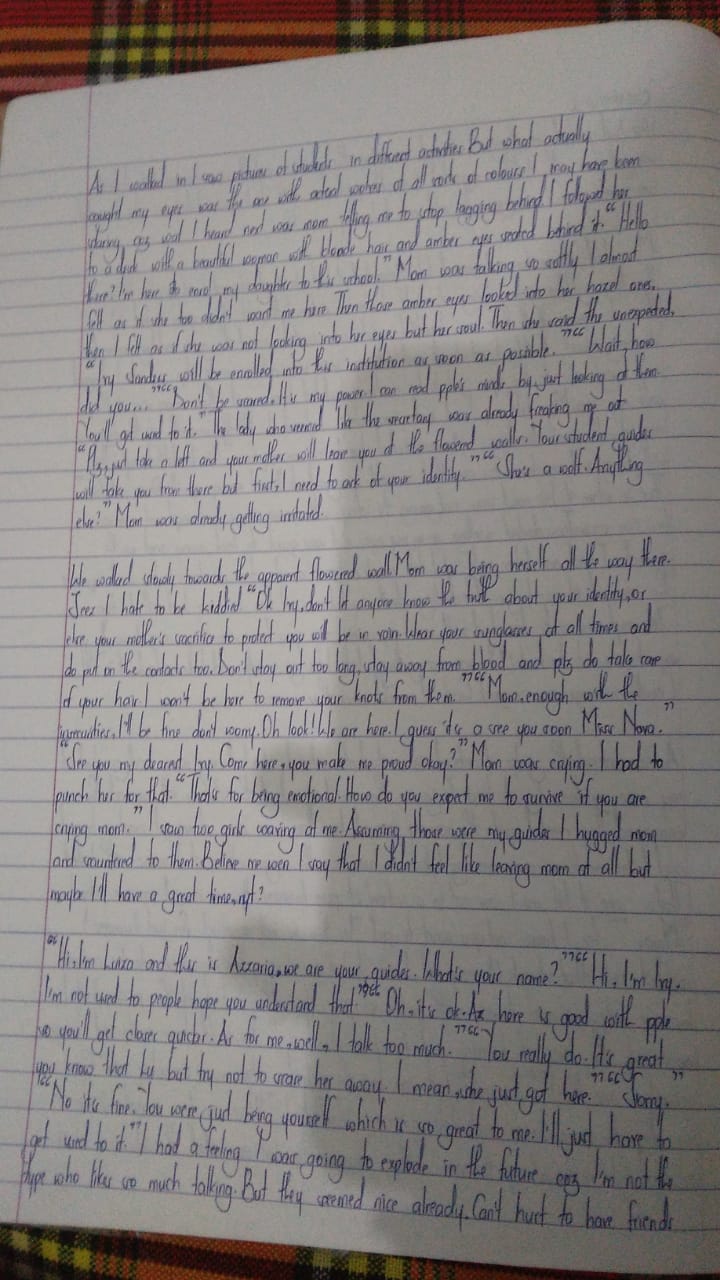 As I walked in I saw pictures of students in different activities. But what actually
caught my eyes was the one with actual wolves of all sorts of colours. I may have been
staring coz wat I heard next was mom telling me to stop lagging behind. I followed her
to a desk with a beautiful woman with blonde hair and amber eyes seated behind it. "Hello
there! I'm here to enrol my daughter to this school." Mom was talking so softly I almost
felt as if she too didn't want me here. Then those amber eyes looked into her hazel ones,
then I felt as if she was not looking into her eyes but her soul. Then she said the unexpected,
"Ivy Sanders will be enrolled into this institution as soon as possible." "Wait, how
did you..." "Don't be scared. It is my power. I can read pple's minds by just looking at them.
You'll get used to it." The lady who seemed like the secretary was already freaking me out
"Plz, just take a left and your mother will leave you at the flowered walls. Your student guides
will take you from there but first, I need to ask of your identity." "She's a wolf. Anything
else?" Mom was already getting irritated.
We walked slowly towards the apparent flowered wall. Mom was being herself all the way there.
Jeez I hate to be kiddied "Ok Ivy, don't let anyone know the truth about your identity, or
else your mother's sacrifice to protect you will be in vain. Wear your sunglasses at all times and
do put on the contacts too. Don't stay out too long, stay away from blood and plz do take care
of your hair. I won't be here to remove your knots from them." "Mom, enough with the
I'll be fine don't worry. Oh look! We are here. I guess its a see you soon Miss Nova."
"See you my dearest Ivy. Come here, you make me proud okay?" Mom was crying. I had to
punch her for that. "That's for being emotional. How do you expect me to survive if you are
crying mom." I saw two girls waving at me. Assuming those were my guides I hugged mom
and sauntered to them. Believe me wen I say that I didn't feel like leaving mom at all but
maybe I'll have a great time, ryt?
"Hi, I'm Luiza and this is Azzaria, we are your guides. What's your name?" "Hi, I'm Ivy.
I'm not used to people hope you understand that" "Oh, it's ok. Az here is good with pple
so you'll get closer quicker. As for me, well, I talk too much." "You really do. It's great
you know that Lu but try not to scare her away. I mean, she just got here." "Sorry."
"No its fine. You were just being yourself which is so great to me. I'll just have to
get used to it." I had a feeling I was going to explode in the future coz I'm not the
type who likes so much talking. But they seemed nice already. Can't hurt to have friends